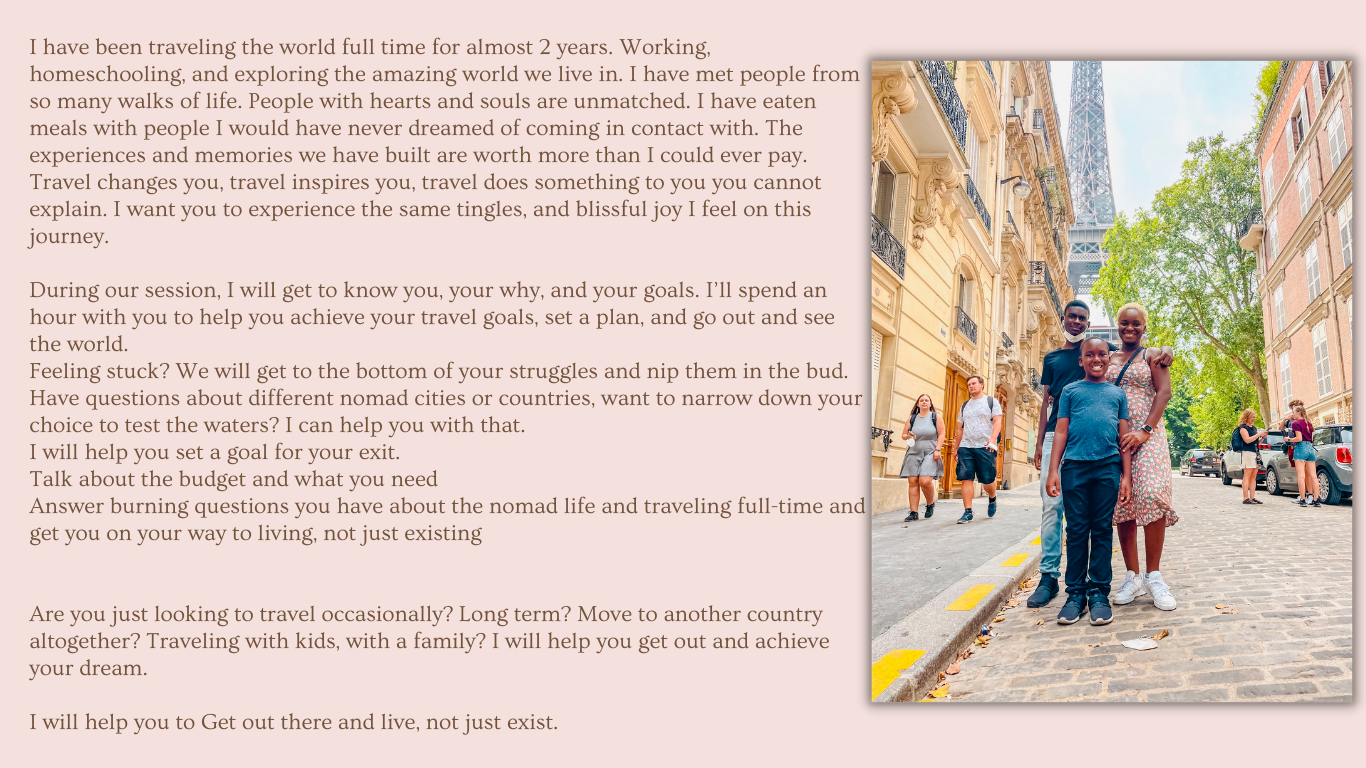 I have been traveling the world full time for almost 2 years. Working,
homeschooling, and exploring the amazing world we live in. I have met people from
so many walks of life. People with hearts and souls are unmatched. I have eaten
meals with people I would have never dreamed of coming in contact with. The
experiences and memories we have built are worth more than I could ever pay.
Travel changes you, travel inspires you, travel does something to you you cannot
explain. I want you to experience the same tingles, and blissful joy I feel on this
journey.
During our session, I will get to know you, your why, and your goals. I’ll spend an
hour with you to help you achieve your travel goals, set a plan, and go out and see
the world.
Feeling stuck? We will get to the bottom of your struggles and nip them in the bud.
Have questions about different nomad cities or countries, want to narrow down your
choice to test the waters? I can help you with that.
I will help you set a goal for your exit.
Talk about the budget and what you need
Answer burning questions you have about the nomad life and traveling full-time and
get you on your way to living, not just existing
Are you just looking to travel occasionally? Long term? Move to another country
altogether? Traveling with kids, with a family? I will help you get out and achieve
your dream.
I will help you to Get out there and live, not just exist.